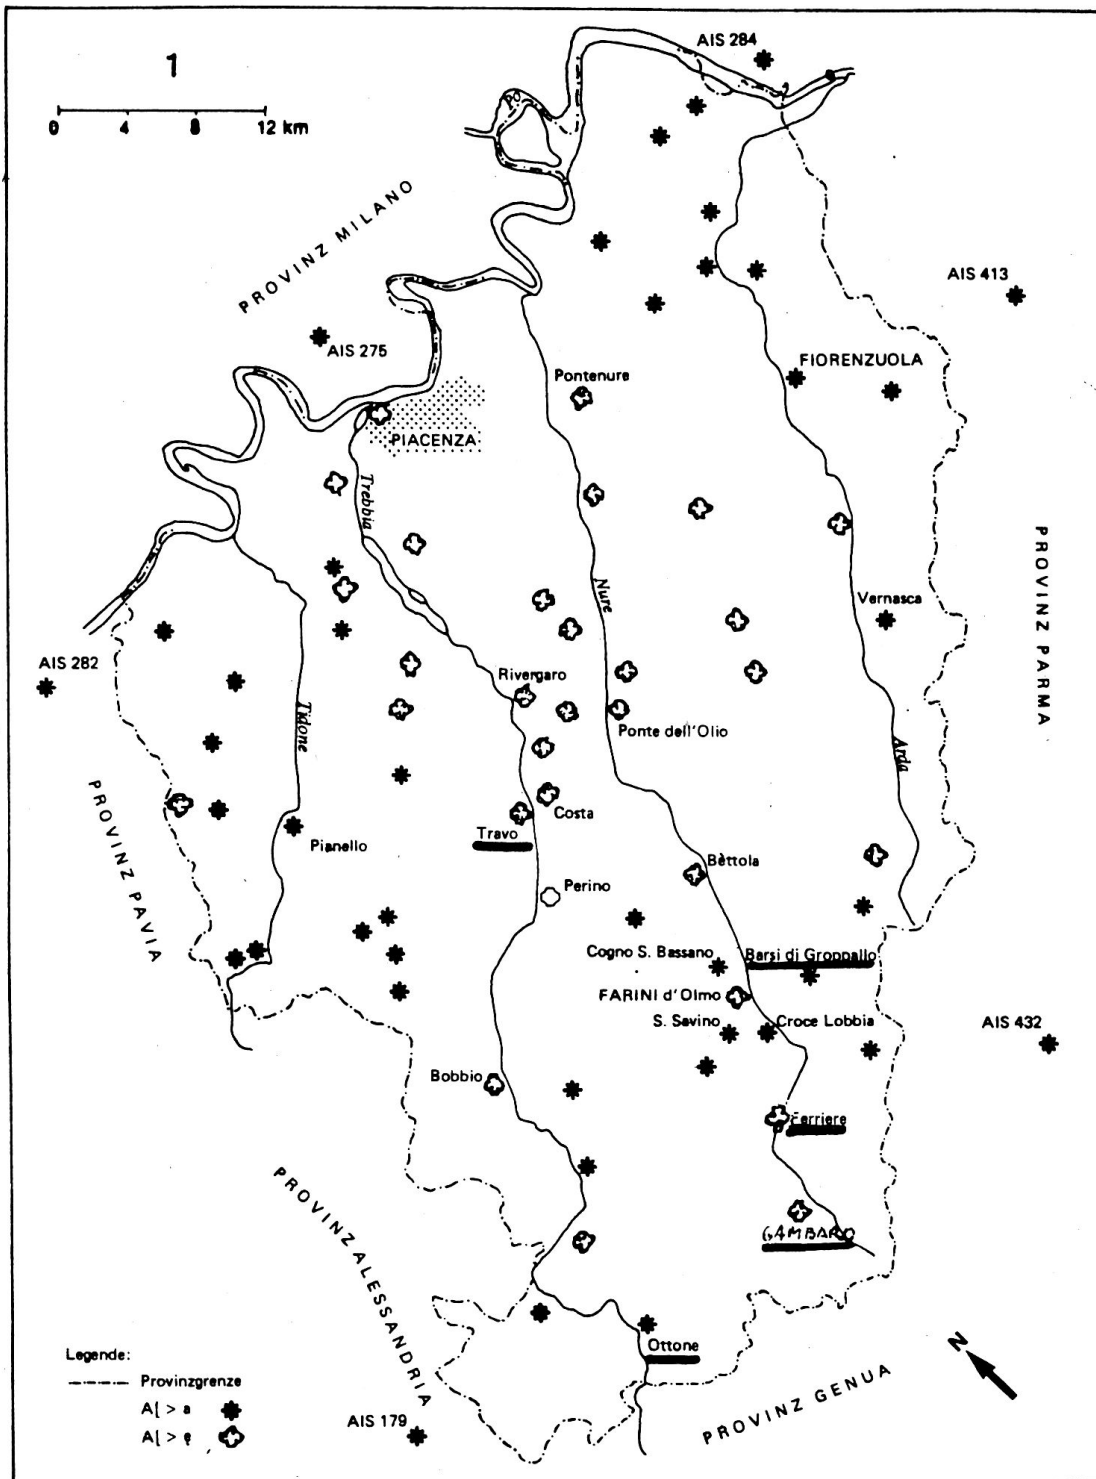 AIS 284
1
0 4 8 12 km
Po
PROVINZ MILANO
AIS 413
AIS 275
FIORENZUOLA
Pontenure
PIACENZA
Trebbia
PROVINZ PARMA
Nure
Vernasca
AIS 282
Rivergaro
Tidone
Ponte dell'Olio
Arda
PROVINZ PAVIA
Costa
Travo
Pianello
Bèttola
Perino
Cogno S. Bassano
Barsi di Groppallo
FARINI d'Olmo
S. Savino
Croce Lobbia
AIS 432
Bobbio
Ferriere
PROVINZ ALESSANDRIA
GAMBARO
N
Ottone
Legende:
Provinzgrenze
A[ > a
A[ > ę
AIS 179
PROVINZ GENUA